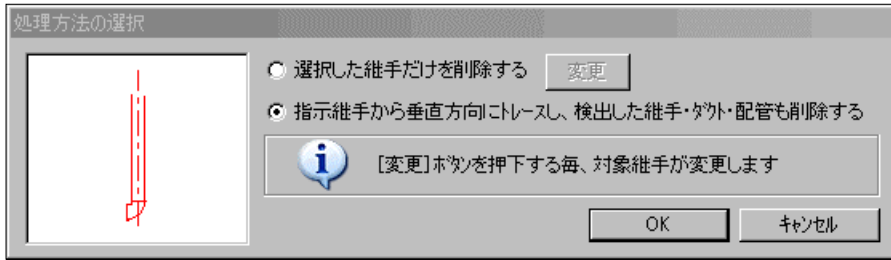 処理方法の選択
選択した継手だけを削除する
変更
指示継手から垂直方向にﾄﾚｰｽし、検出した継手･ﾀﾞｸﾄ･配管も削除する
[変更]ﾎﾞﾀﾝを押下する毎、対象継手が変更します
OK
ｷｬﾝｾﾙ